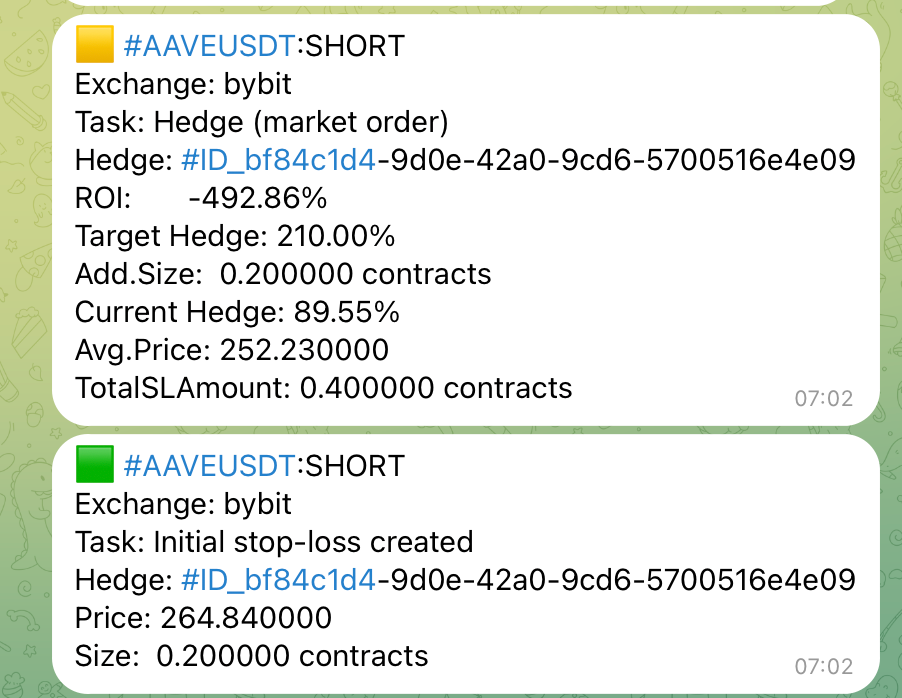 #AAVEUSDT:SHORT
Exchange: bybit
Task: Hedge (market order)
Hedge: #ID_bf84c1d4-9d0e-42a0-9cd6-5700516e4e09
ROI: -492.86%
Target Hedge: 210.00%
Add.Size: 0.200000 contracts
Current Hedge: 89.55%
Avg.Price: 252.230000
TotalSLAmount: 0.400000 contracts
07:02
#AAVEUSDT:SHORT
Exchange: bybit
Task: Initial stop-loss created
Hedge: #ID_bf84c1d4-9d0e-42a0-9cd6-5700516e4e09
Price: 264.840000
Size: 0.200000 contracts
07:02